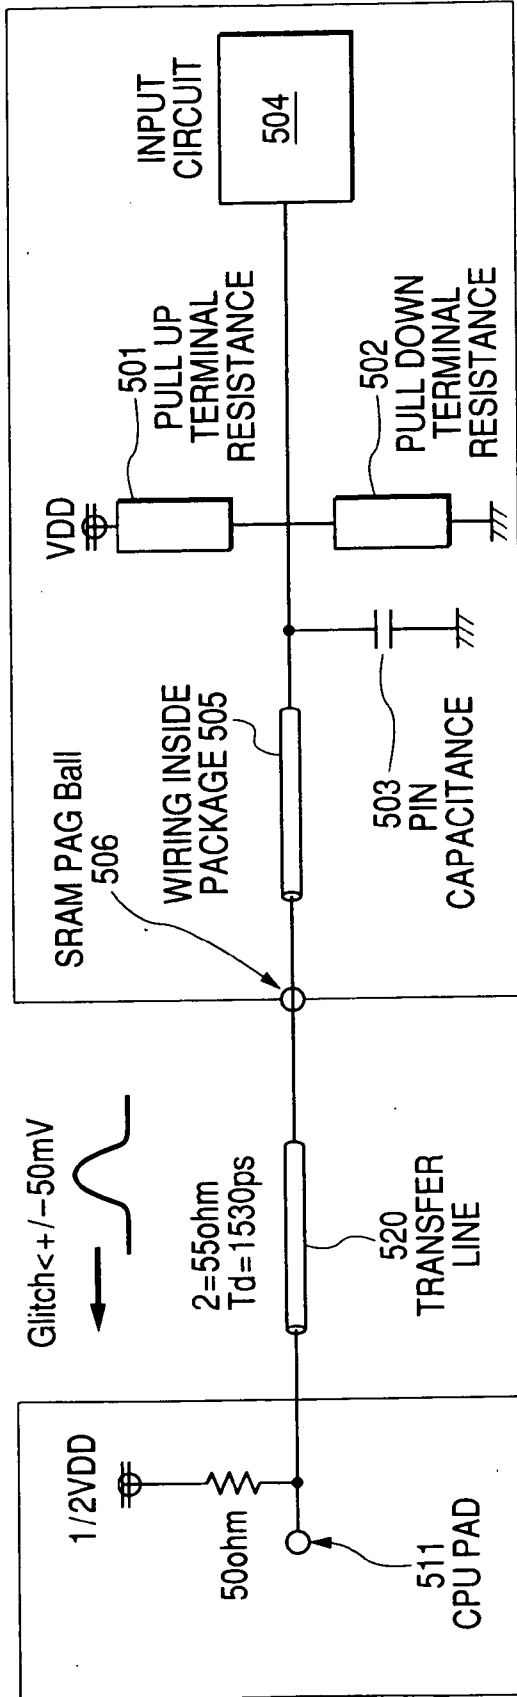 1/2VDD
50ohm
511
CPU PAD
Glitch<+/−50mV
2=55ohm
Td=1530ps
520
TRANSFER
LINE
SRAM PAG Ball
506
WIRING INSIDE
PACKAGE 505
503
PIN
CAPACITANCE
VDD
501
PULL UP
TERMINAL
RESISTANCE
502
PULL DOWN
TERMINAL
RESISTANCE
INPUT
CIRCUIT
504